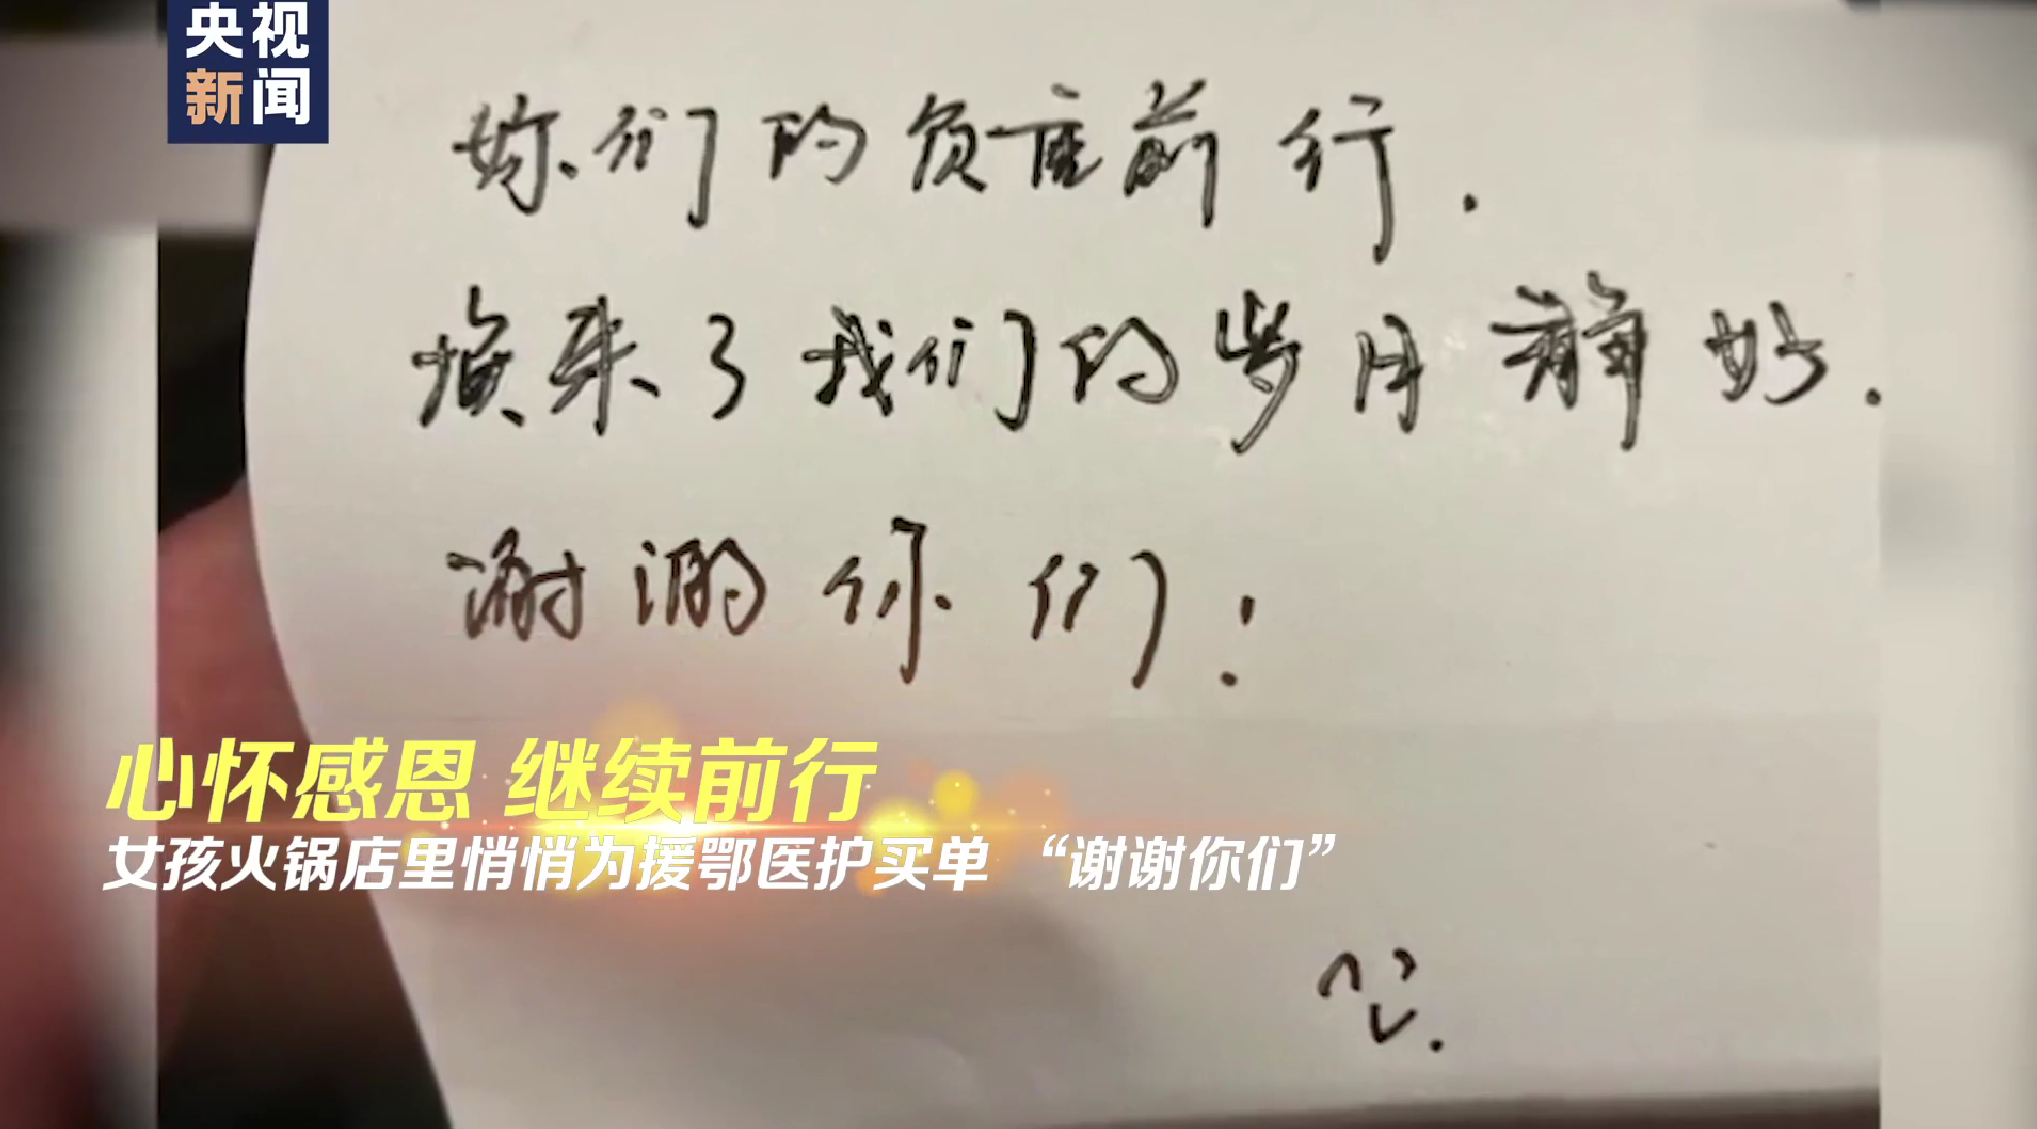 央视
新闻
妳们的负重前行.
换来了我们的岁月静好.
谢谢你们!
心怀感恩 继续前行
女孩火锅店里悄悄为援鄂医护买单 “谢谢你们”